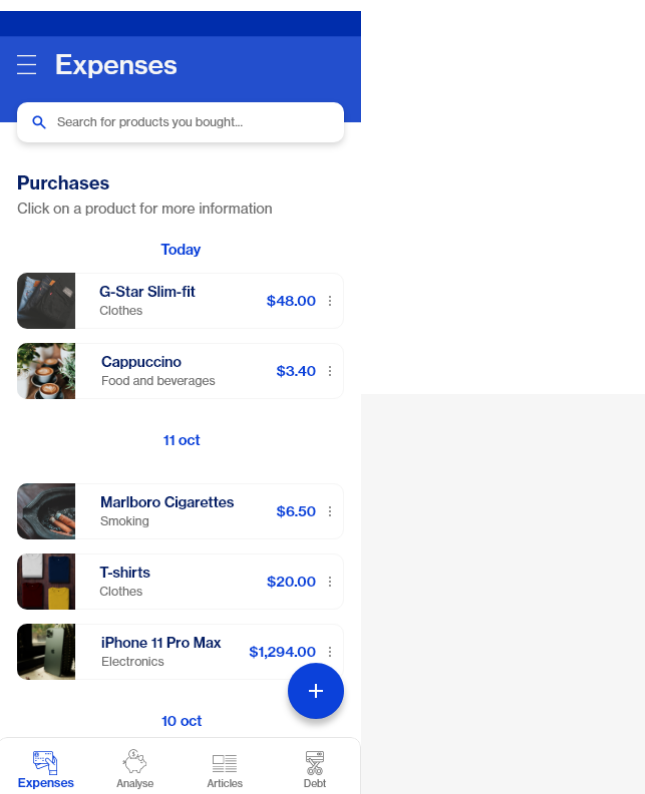 Expenses
Search for products you bought...
Purchases
Click on a product for more information
Today
G-Star Slim-fit
Clothes
$48.00
Cappuccino
Food and beverages
$3.40
11 oct
Marlboro Cigarettes
Smoking
$6.50
T-shirts
Clothes
$20.00
iPhone 11 Pro Max
Electronics
$1,294.00
10 oct
Expenses
Analyse
Articles
Debt